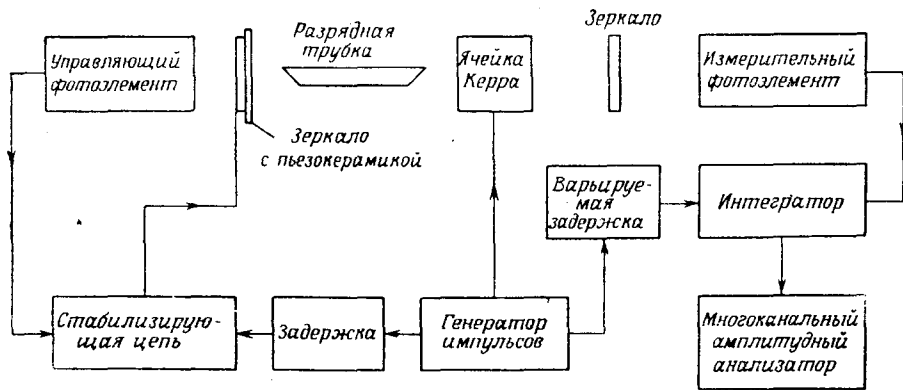 Управляющий
фотоэлемент
Разрядная
трубка
Зеркало
с пьезокерамикой
Ячейка
Керра
Зеркало
Измерительный
фотоэлемент
Варьируе-
мая
задержка
Интегратор
Стабилизирую-
щая цепь
Задержка
Генератор
импульсов
Многоканальный
амплитудный
анализатор